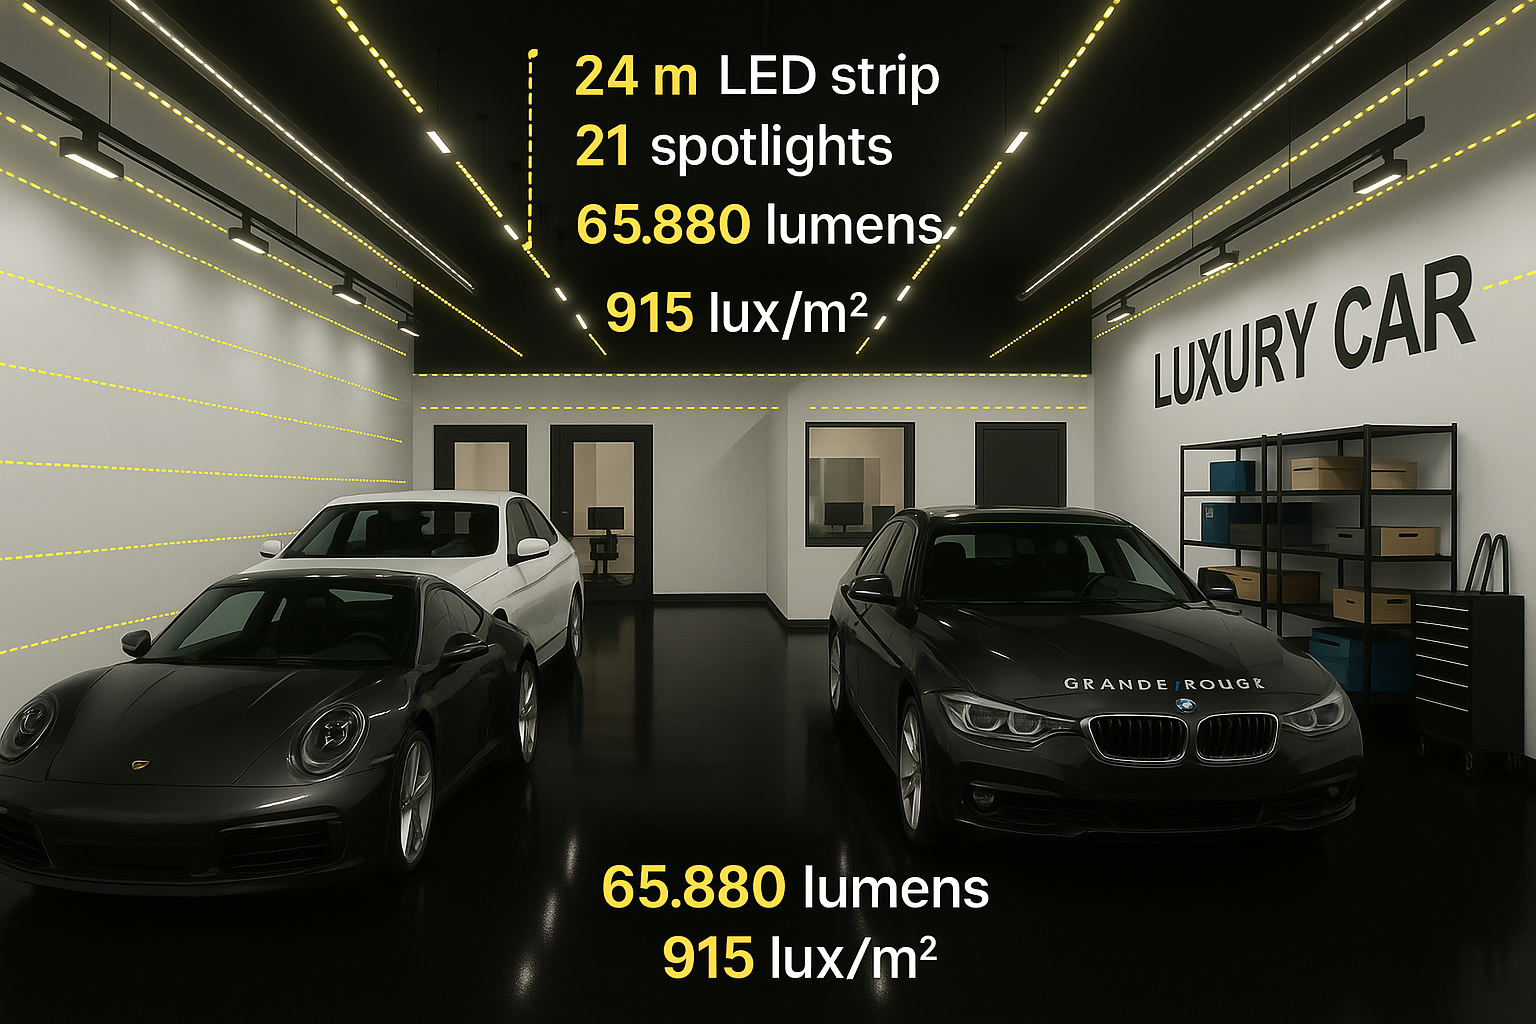 24 m LED strip
21 spotlights
65.880 lumens
915 lux/m²
LUXURY CAR
GRANDE ROUGE
65.880 lumens
915 lux/m²